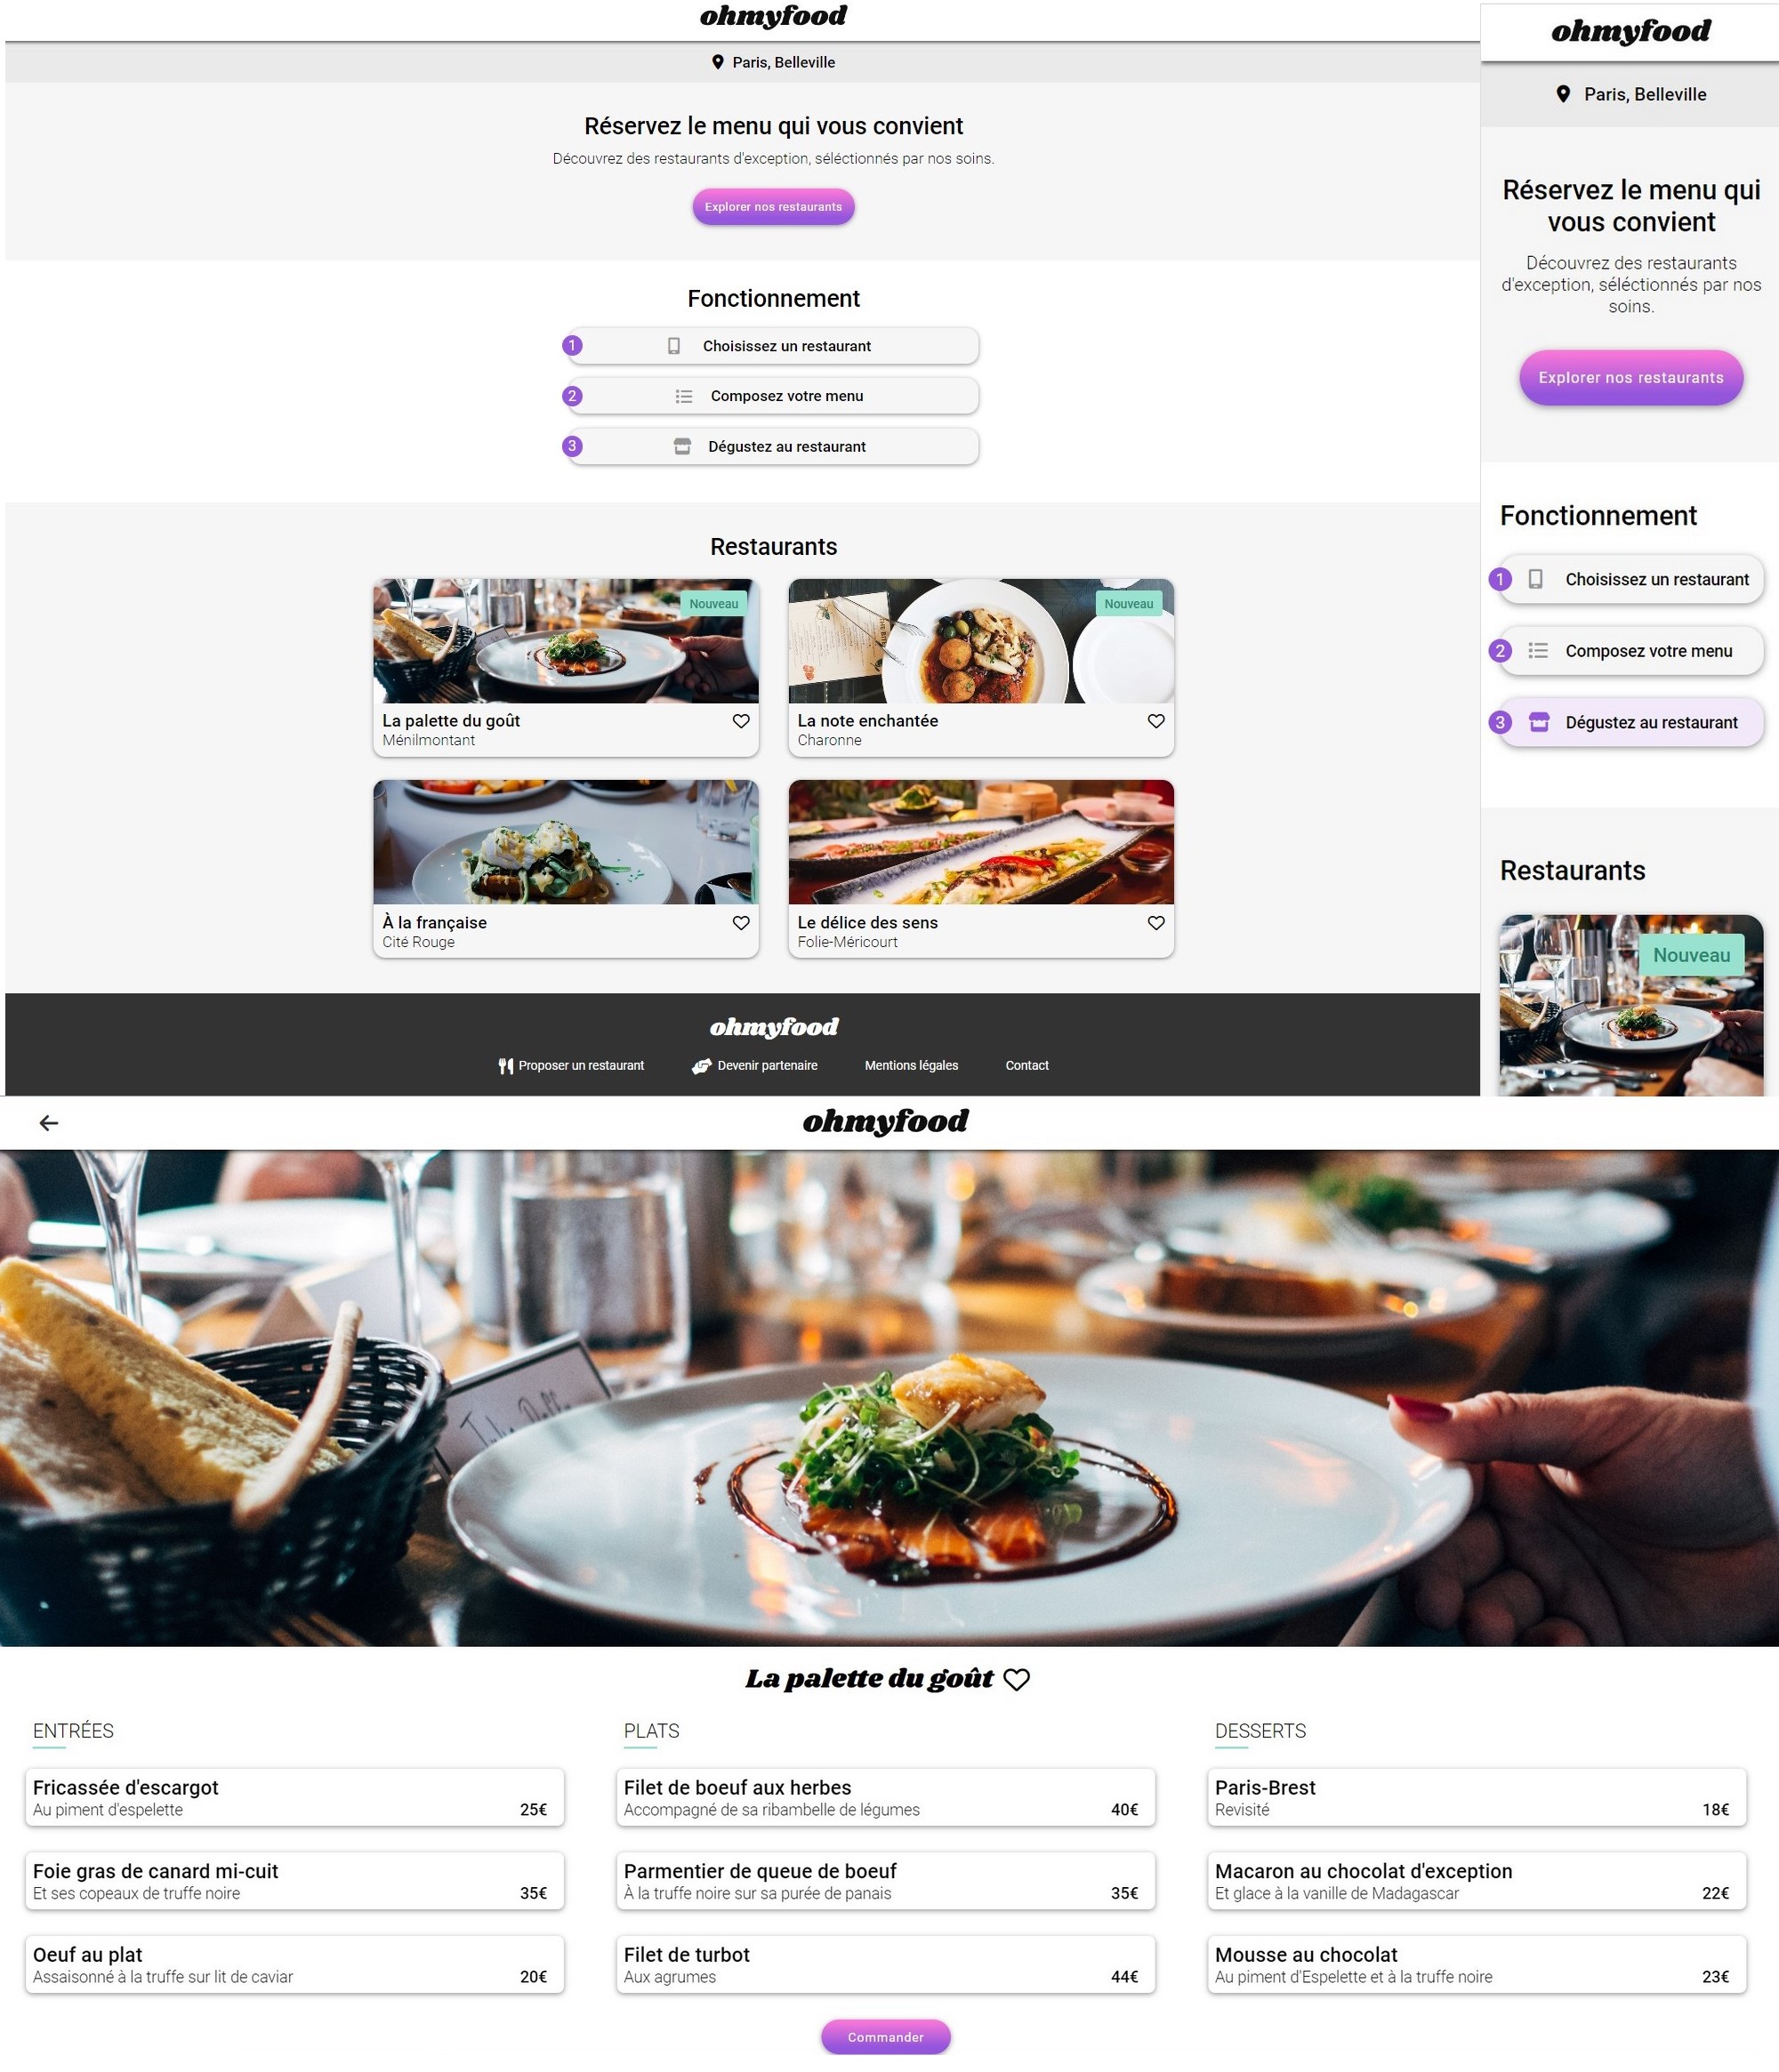 ohmyfood
Paris, Belleville
Réservez le menu qui vous convient
Découvrez des restaurants d'exception, séléctionnés par nos soins.
Explorer nos restaurants
Fonctionnement
1 Choisissez un restaurant
2 Composez votre menu
3 Dégustez au restaurant
Restaurants
Nouveau
La palette du goût
Ménilmontant
Nouveau
La note enchantée
Charonne
À la française
Cité Rouge
Le délice des sens
Folie-Méricourt
ohmyfood
Proposer un restaurant Devenir partenaire Mentions légales Contact
ohmyfood
Paris, Belleville
Réservez le menu qui
vous convient
Découvrez des restaurants
d'exception, séléctionnés par nos
soins.
Explorer nos restaurants
Fonctionnement
1 Choisissez un restaurant
2 Composez votre menu
3 Dégustez au restaurant
Restaurants
Nouveau
ohmyfood
La palette du goût
ENTRÉES
Fricassée d'escargot
Au piment d'espelette 25€
Foie gras de canard mi-cuit
Et ses copeaux de truffe noire 35€
Oeuf au plat
Assaisonné à la truffe sur lit de caviar 20€
PLATS
Filet de boeuf aux herbes
Accompagné de sa ribambelle de légumes 40€
Parmentier de queue de boeuf
À la truffe noire sur sa purée de panais 35€
Filet de turbot
Aux agrumes 44€
DESSERTS
Paris-Brest
Revisité 18€
Macaron au chocolat d'exception
Et glace à la vanille de Madagascar 22€
Mousse au chocolat
Au piment d'Espelette et à la truffe noire 23€
Commander